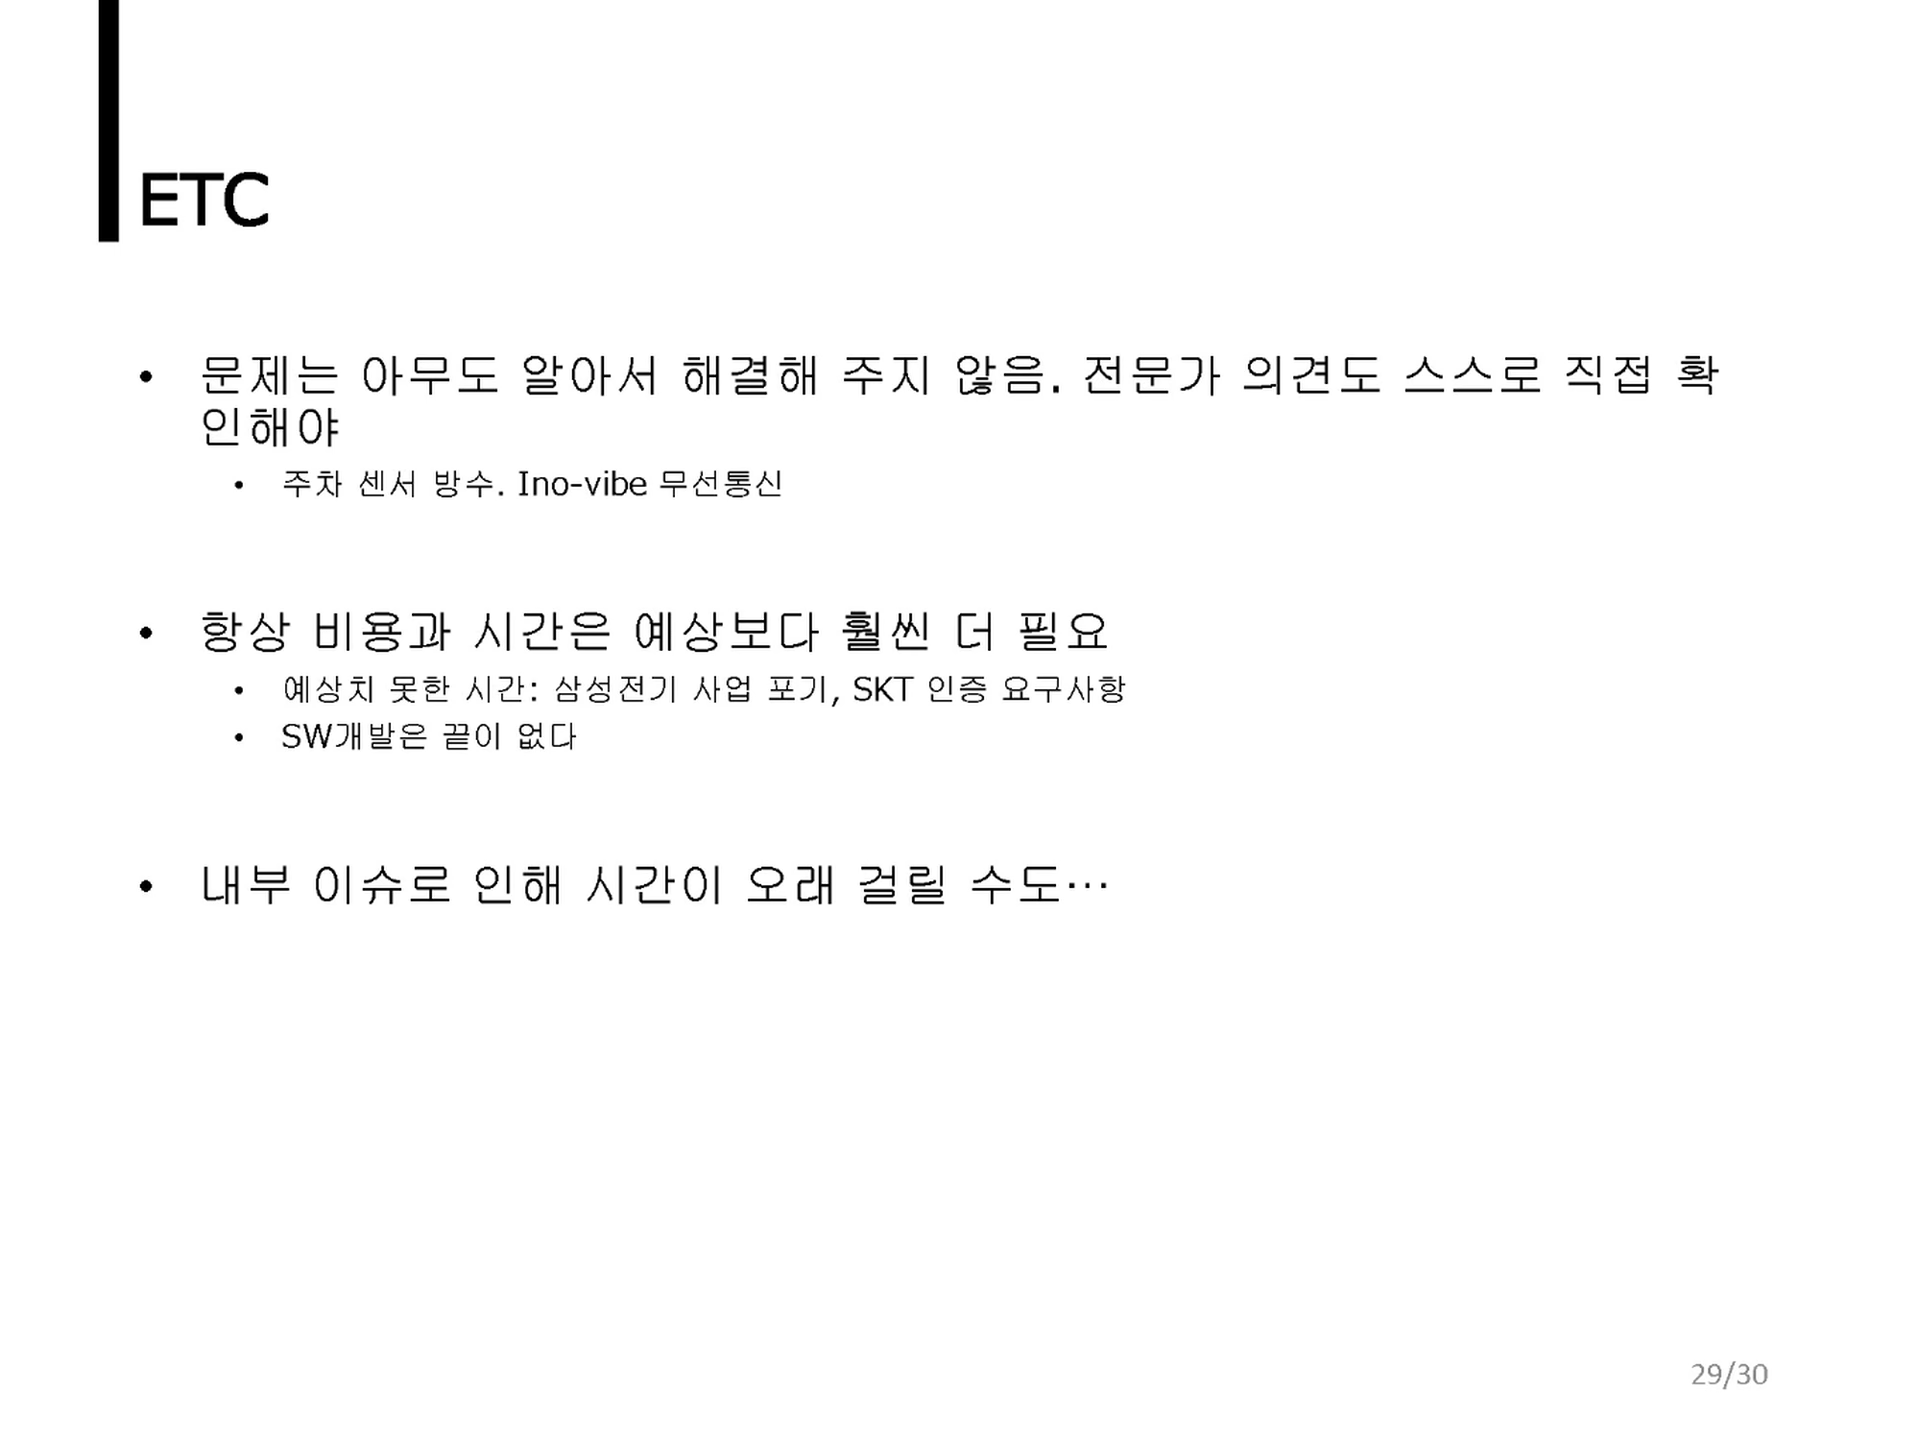 ETC
• 문제는 아무도 알아서 해결해 주지 않음. 전문가 의견도 스스로 직접 확
인해야
• 주차 센서 방수. Ino-vibe 무선통신
• 항상 비용과 시간은 예상보다 훨씬 더 필요
• 예상치 못한 시간: 삼성전기 사업 포기, SKT 인증 요구사항
• SW개발은 끝이 없다
• 내부 이슈로 인해 시간이 오래 걸릴 수도…
29/30